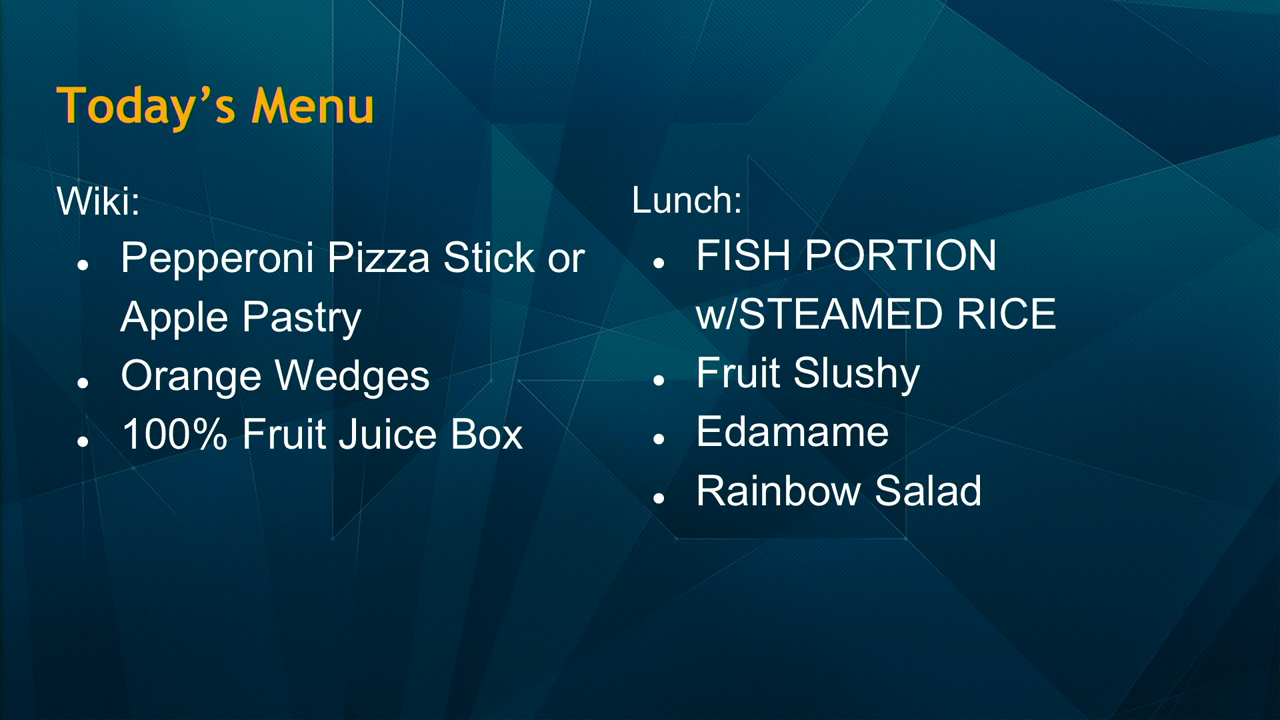 Today’s Menu
Wiki:
● Pepperoni Pizza Stick or
Apple Pastry
● Orange Wedges
● 100% Fruit Juice Box
Lunch:
● FISH PORTION
w/STEAMED RICE
● Fruit Slushy
● Edamame
● Rainbow Salad